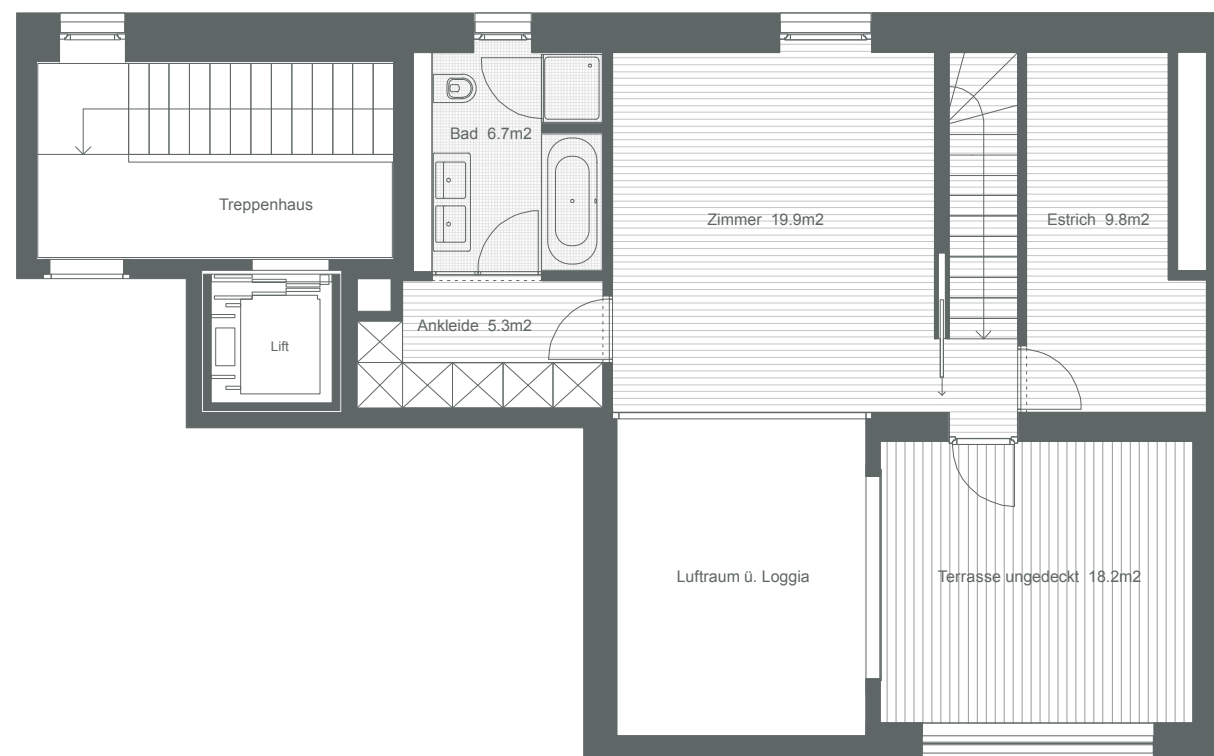 Bad 6.7m2
Treppenhaus
Zimmer 19.9m2
Estrich 9.8m2
Ankleide 5.3m2
Lift
Luftraum ü. Loggia
Terrasse ungedeckt 18.2m2